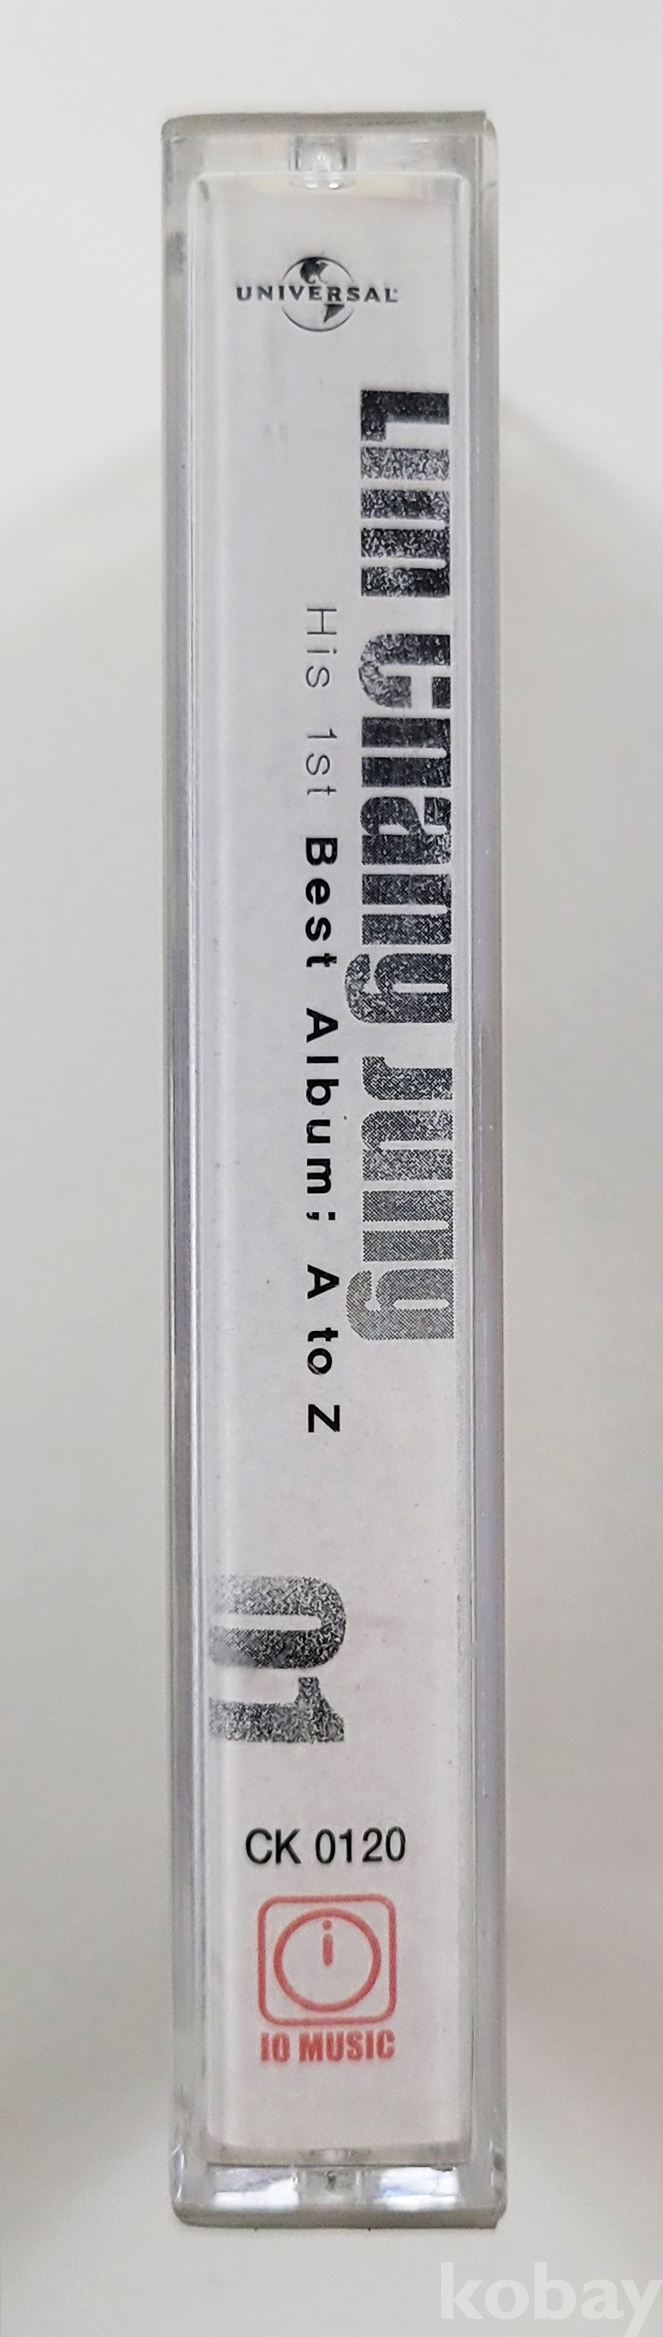 UNIVERSAL
Lim Chang Jung
His 1st Best Album; A to Z
01
CK 0120
i
IO MUSIC
kobay